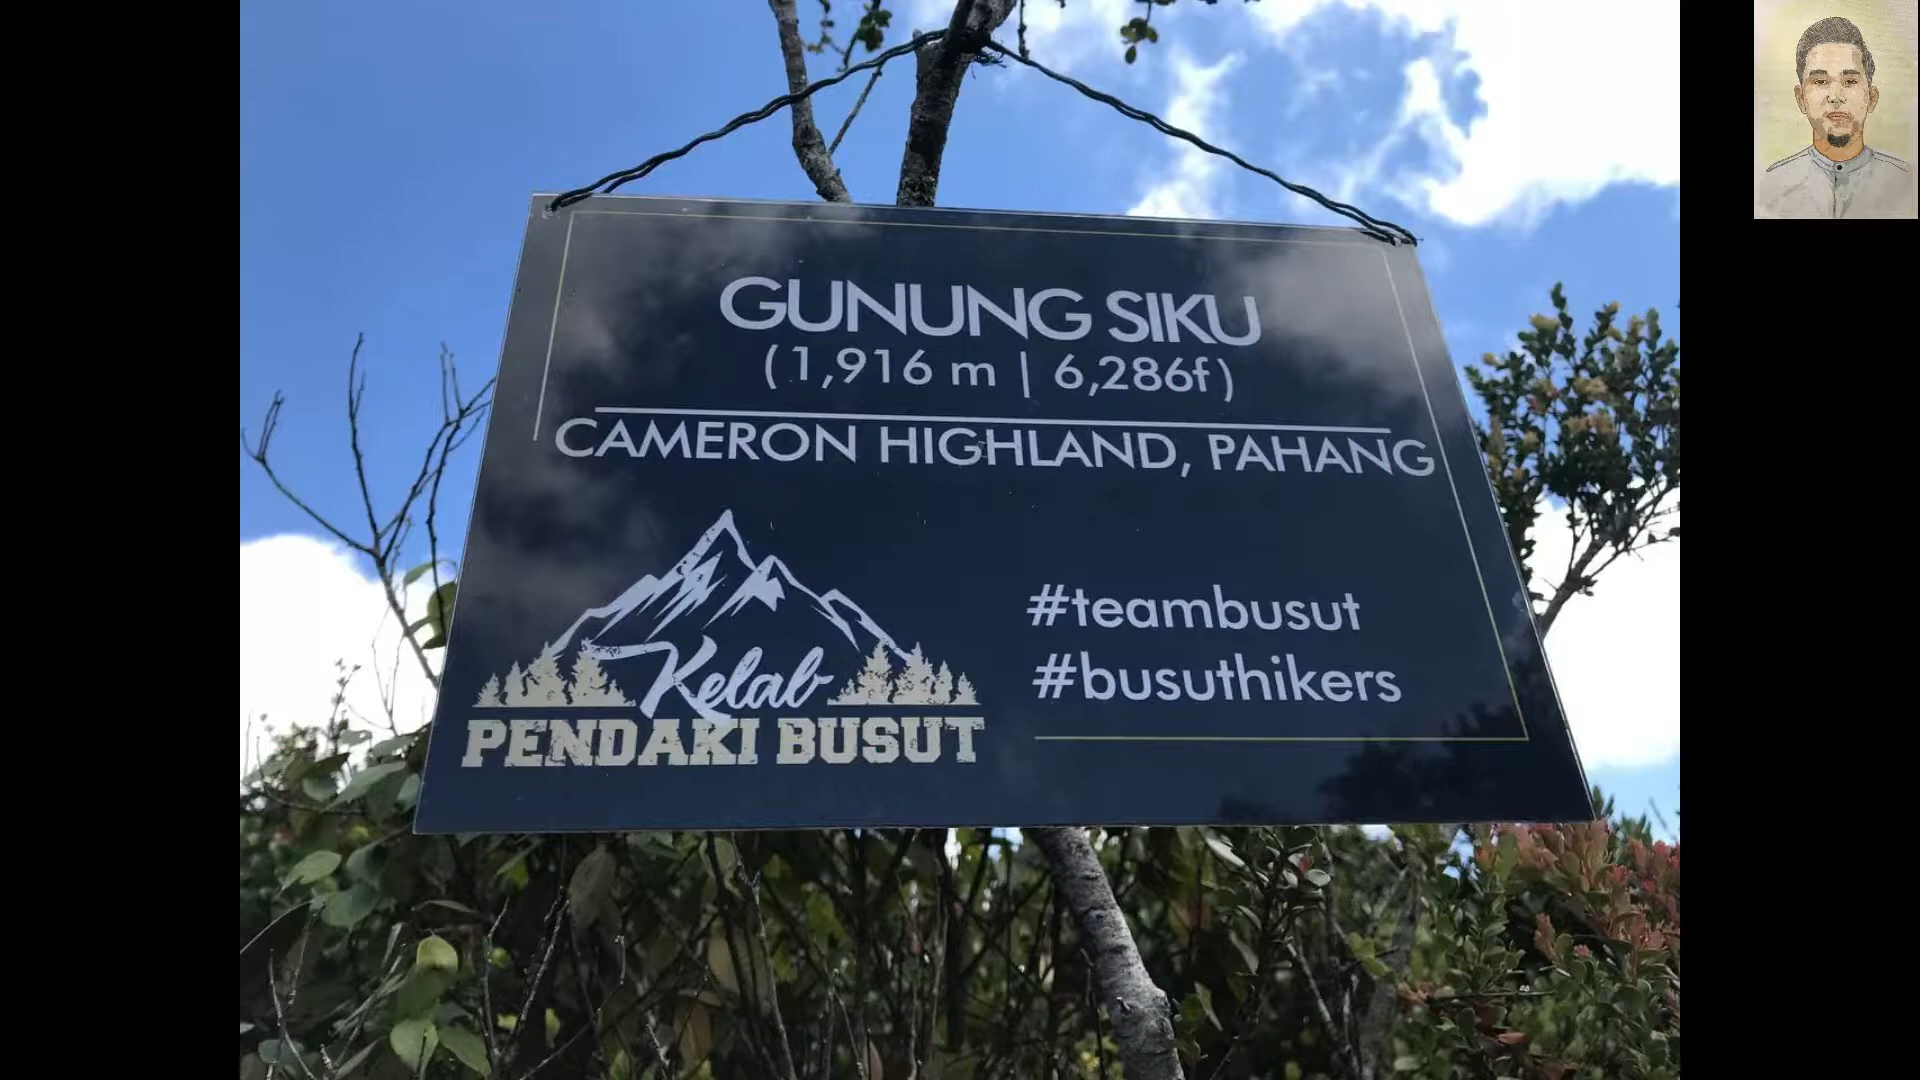 GUNUNG SIKU
(1,916 m | 6,286f)
CAMERON HIGHLAND, PAHANG
Kelab
PENDAKI BUSUT
#teambusut
#busuthikers